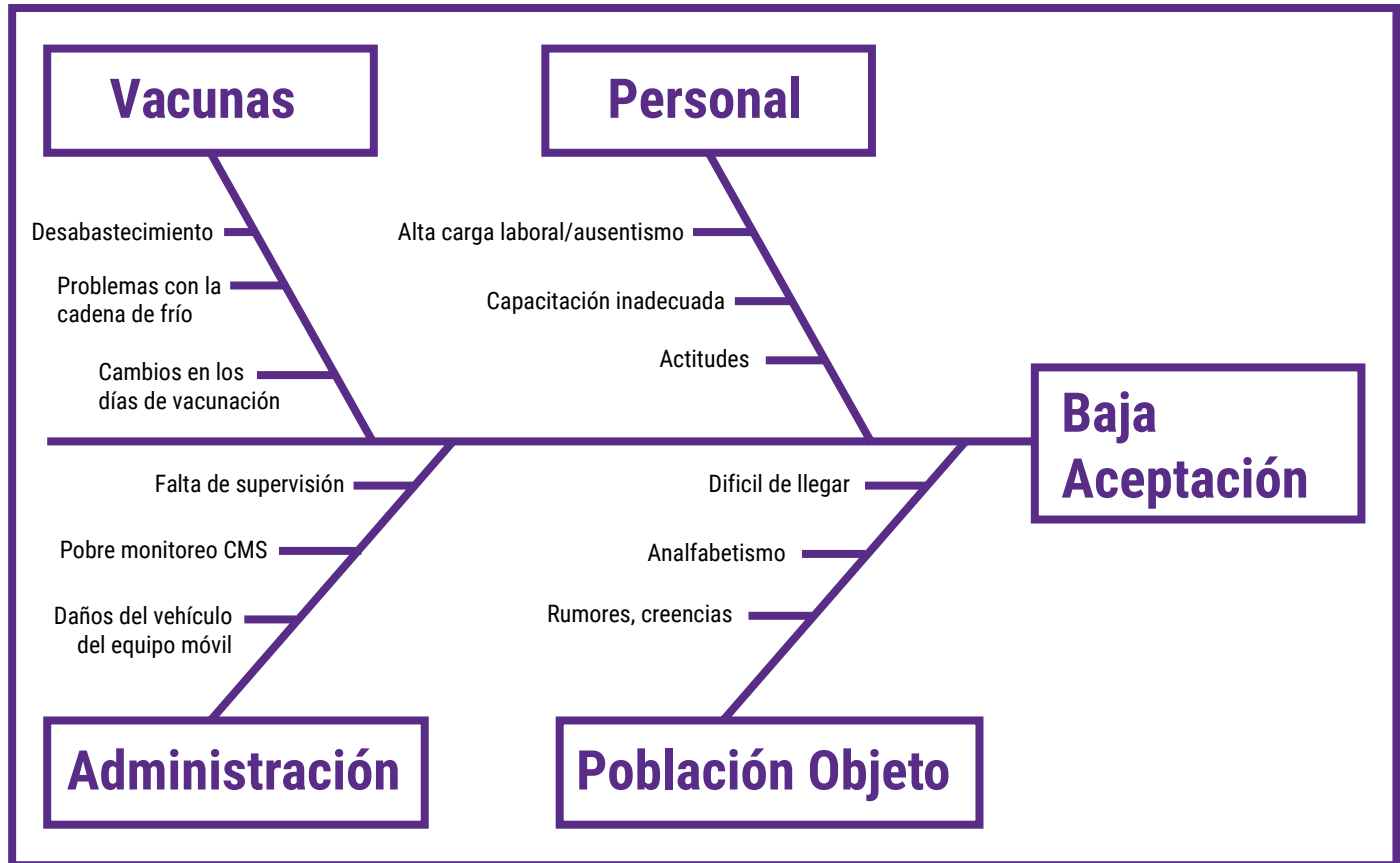 Vacunas
Desabastecimiento
Problemas con la
cadena de frío
Cambios en los
días de vacunación
Personal
Alta carga laboral/ausentismo
Capacitación inadecuada
Actitudes
Baja
Aceptación
Falta de supervisión
Pobre monitoreo CMS
Daños del vehículo
del equipo móvil
Administración
Dificil de llegar
Analfabetismo
Rumores, creencias
Población Objeto